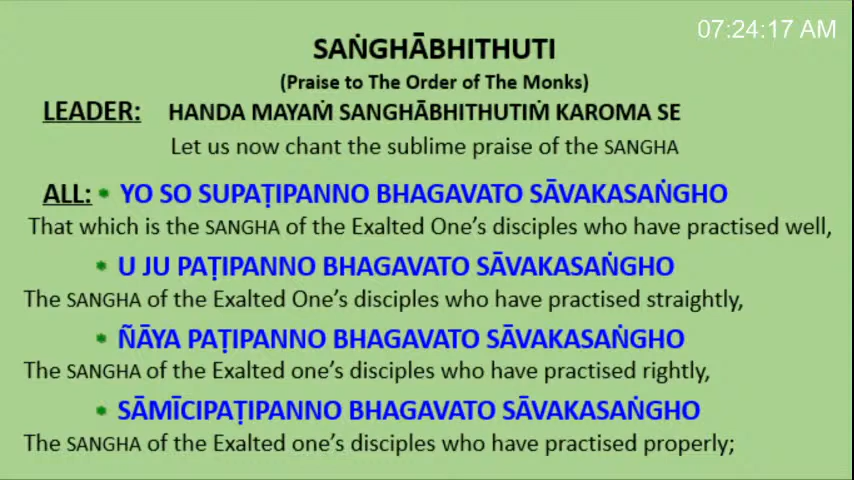 07:24:17 AM
SAṄGHĀBHITHUTI
(Praise to The Order of The Monks)
LEADER: HANDA MAYAṀ SANGHĀBHITHUTIṀ KAROMA SE
Let us now chant the sublime praise of the SANGHA
ALL: • YO SO SUPAṬIPANNO BHAGAVATO SĀVAKASAṄGHO
That which is the SANGHA of the Exalted One’s disciples who have practised well,
• U JU PAṬIPANNO BHAGAVATO SĀVAKASAṄGHO
The SANGHA of the Exalted One’s disciples who have practised straightly,
• ÑĀYA PAṬIPANNO BHAGAVATO SĀVAKASAṄGHO
The SANGHA of the Exalted one’s disciples who have practised rightly,
• SĀMĪCIPAṬIPANNO BHAGAVATO SĀVAKASAṄGHO
The SANGHA of the Exalted one’s disciples who have practised properly;